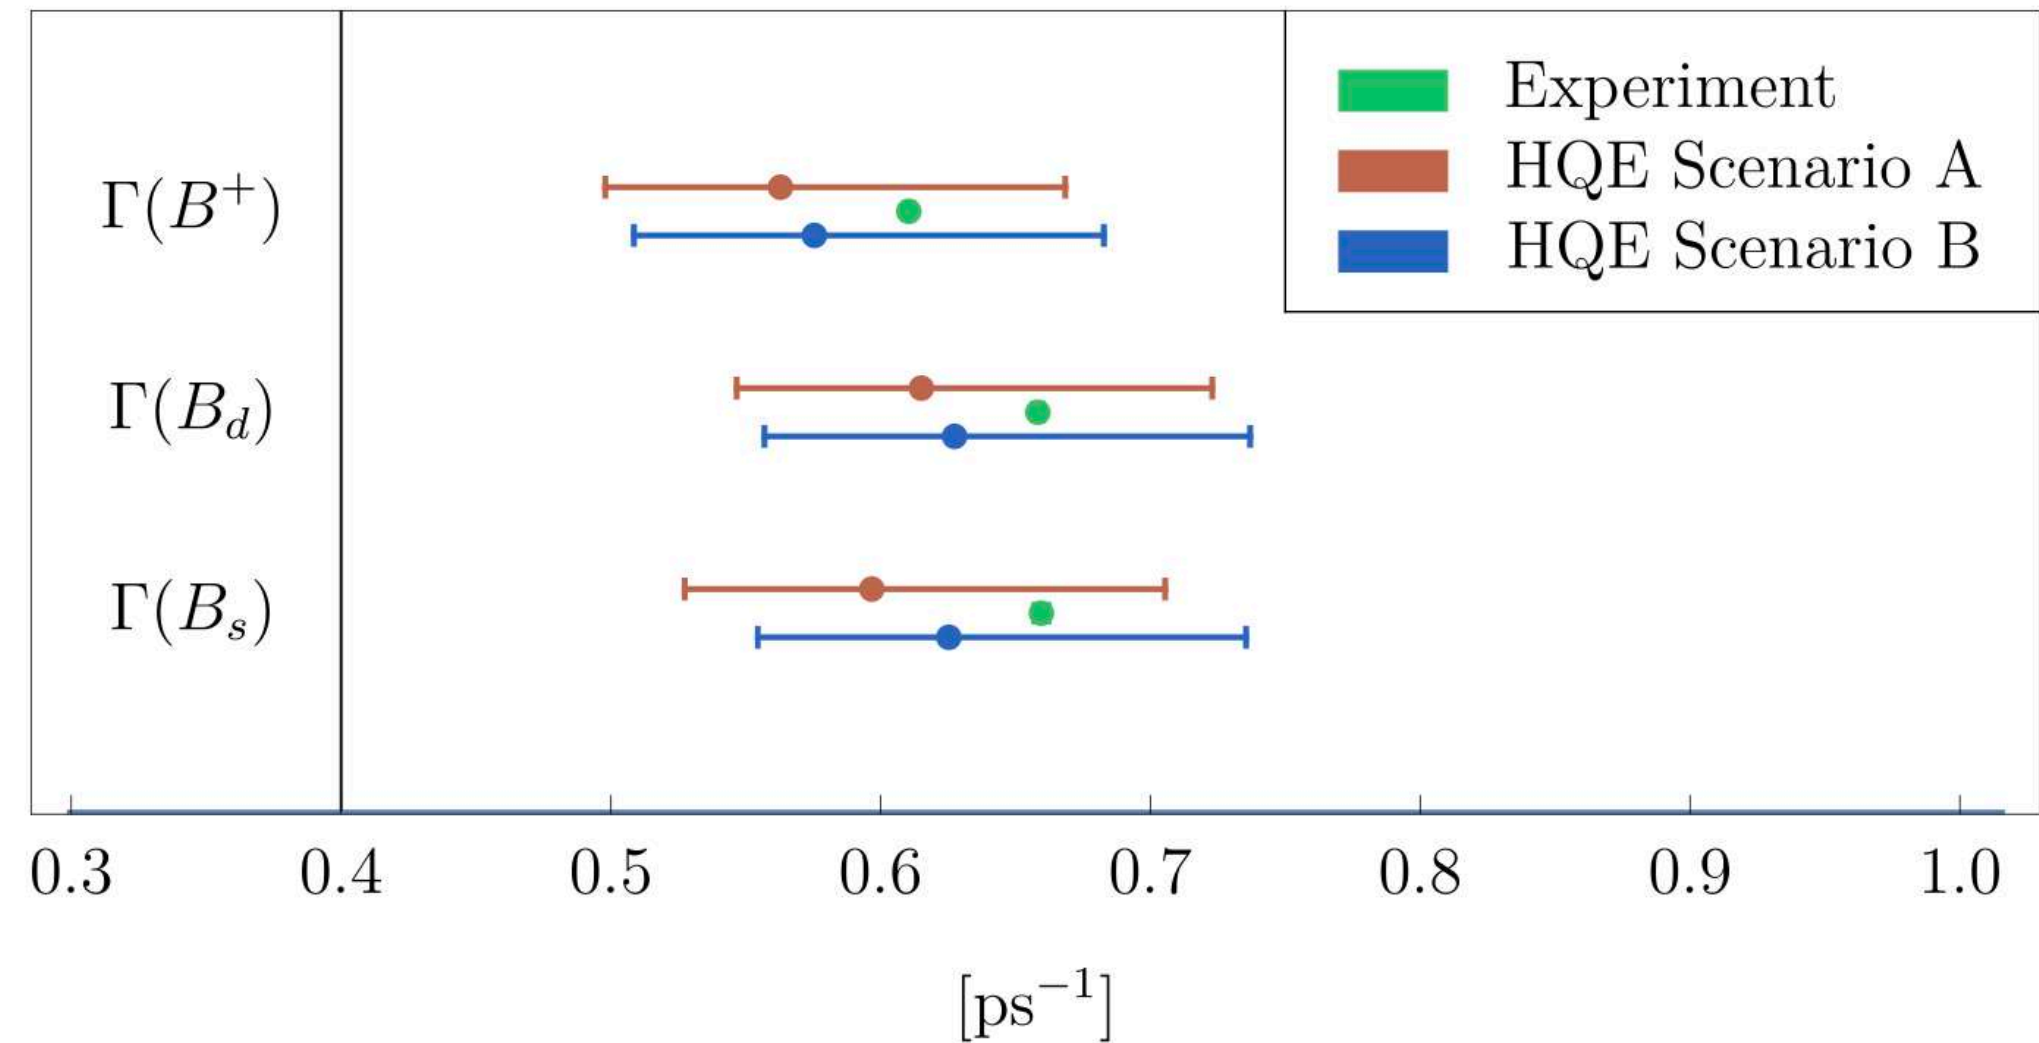 Experiment
HQE Scenario A
HQE Scenario B
Γ(B⁺)
Γ(B_d)
Γ(B_s)
0.3 0.4 0.5 0.6 0.7 0.8 0.9 1.0
[ps⁻¹]